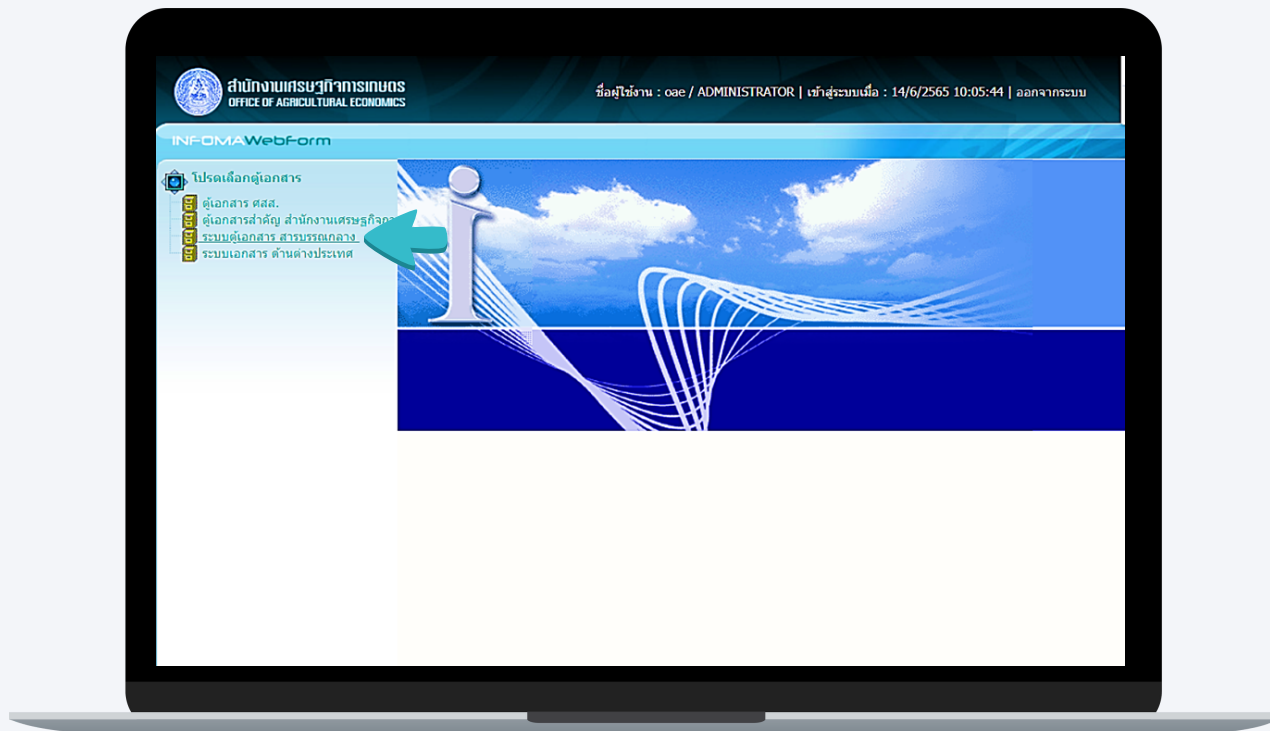 สำนักงานเศรษฐกิจการเกษตร
OFFICE OF AGRICULTURAL ECONOMICS
ชื่อผู้ใช้งาน : oae / ADMINISTRATOR | เข้าสู่ระบบเมื่อ : 14/6/2565 10:05:44 | ออกจากระบบ
INFOMAWebForm
โปรดเลือกตู้เอกสาร
ตู้เอกสาร ศสส.
ตู้เอกสารสำคัญ สำนักงานเศรษฐกิจกา
ระบบตู้เอกสาร สารบรรณกลาง
ระบบเอกสาร ด้านต่างประเทศ